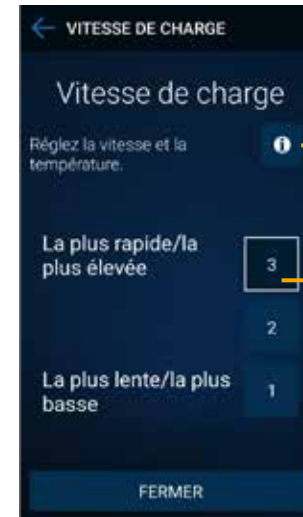 VITESSE DE CHARGE
Vitesse de charge
Réglez la vitesse et la
température.
La plus rapide/la
plus élevée
3
2
La plus lente/la plus
basse
1
FERMER